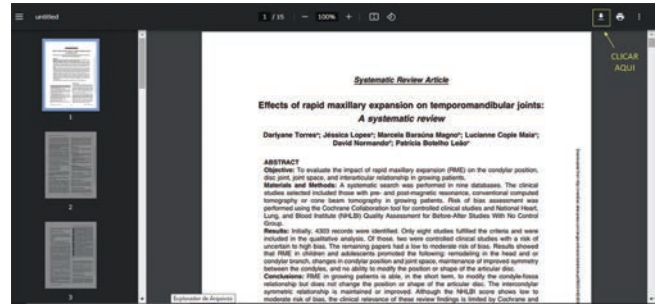 untitled
1 / 15
100%
CLICAR
AQUI
1
2
3
Systematic Review Article
Effects of rapid maxillary expansion on temporomandibular joints:
A systematic review
Dariyane Torres; Jéssica Lopes; Marcela Baraúna Magno; Lucianne Cople Maia;
David Normando; Patrícia Botelho Leão
ABSTRACT
Objective: To evaluate the impact of rapid maxillary expansion (RME) on the condylar position,
disc joint, joint space, and interarticular relationship in growing patients.
Materials and Methods: A systematic search was performed in nine databases. The clinical
studies selected included those with pre- and post-magnetic resonance, conventional computed
tomography or cone beam tomography in growing patients. Risk of bias assessment was
performed using the Cochrane Collaboration tool for controlled clinical studies and National Heart,
Lung, and Blood Institute (NHLBI) Quality Assessment for Before-After Studies With No Control
Group.
Results: Initially, 4303 records were identified. Only eight studies fulfilled the criteria and were
included in the qualitative analysis. Of those, two were controlled clinical studies with a risk of
uncertain to high bias. The remaining papers had a low to moderate risk of bias. Results showed
that RME in children and adolescents promoted the following: remodeling in the head and or
condylar branch, changes in condylar position and joint space, maintenance of improved symmetry
between the condyles, and no ability to modify the position or shape of the articular disc.
Conclusions: RME in growing patients is able, in the short term, to modify the condyle-fossa
relationship but does not change the position or shape of the articular disc. The intercondylar
symmetric relationship is maintained or improved. Although the NHLBI score shows low to
moderate risk of bias, the clinical relevance of these review findings is limited by Cochrane and
Explorador de Arquivos